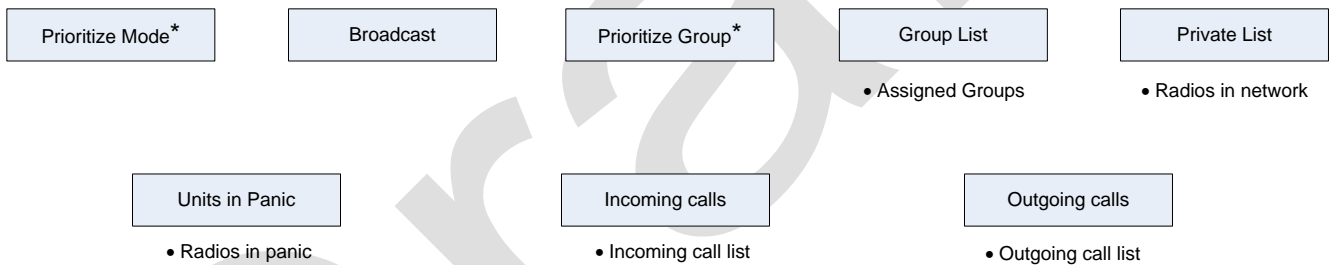 Prioritize Mode*
Broadcast
Prioritize Group*
Group List
Private List
• Assigned Groups
• Radios in network
Units in Panic
Incoming calls
Outgoing calls
• Radios in panic
• Incoming call list
• Outgoing call list